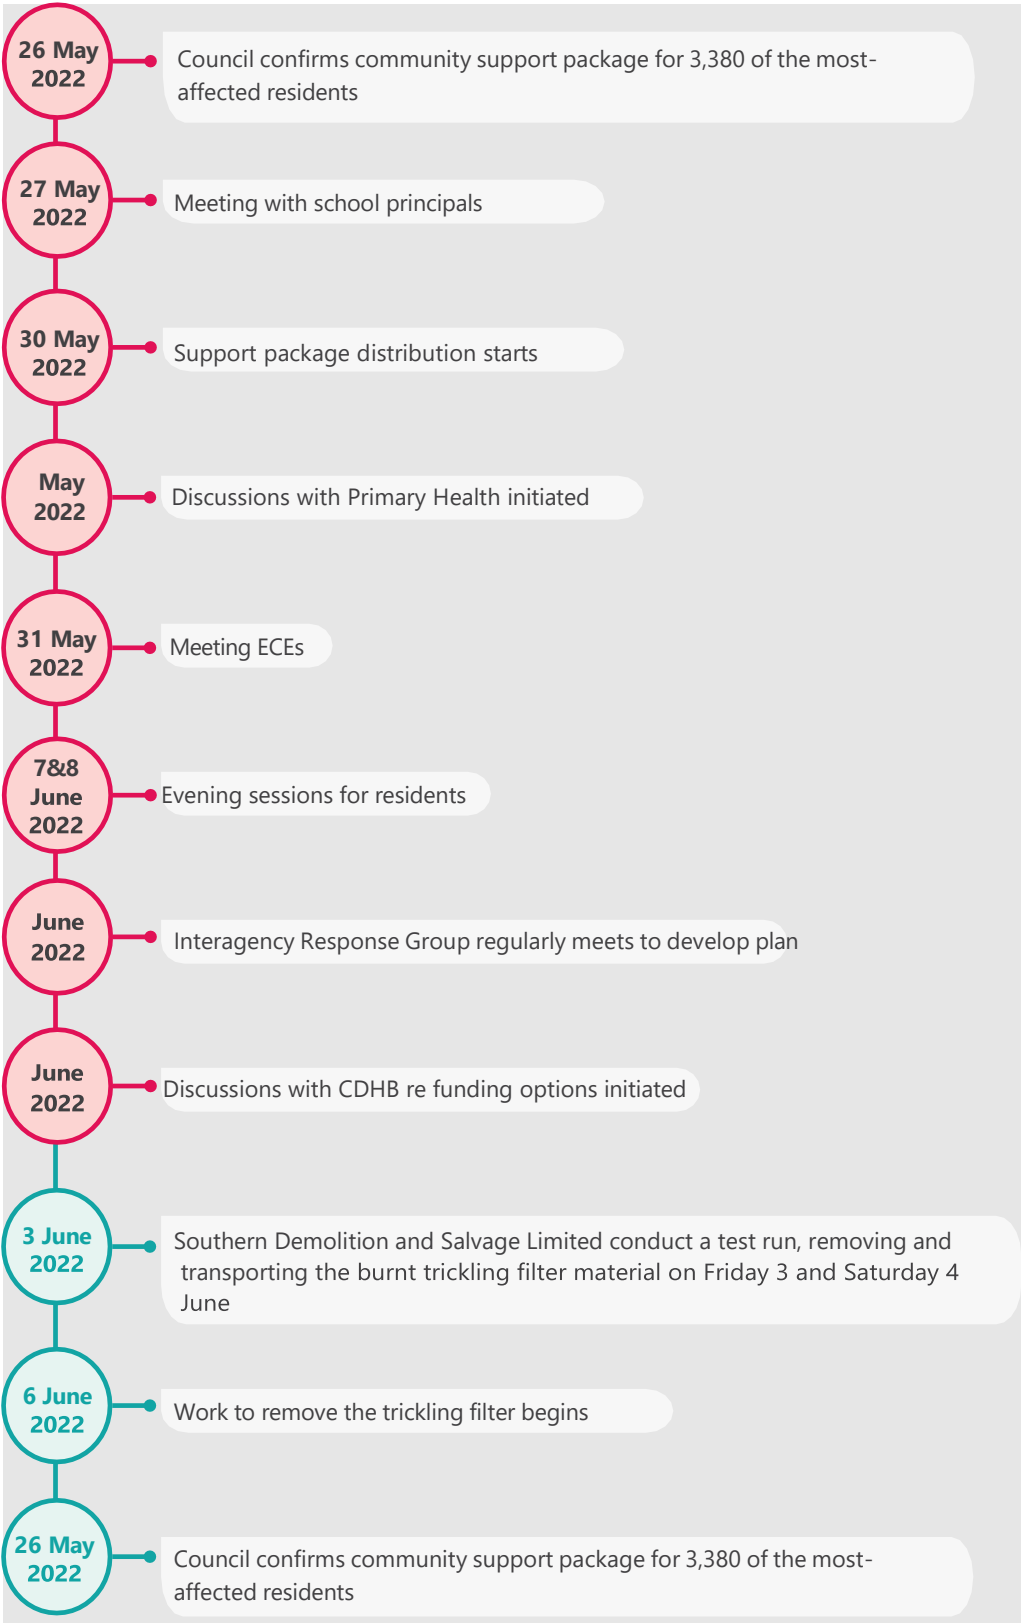 26 May
2022
Council confirms community support package for 3,380 of the most-
affected residents
27 May
2022
Meeting with school principals
30 May
2022
Support package distribution starts
May
2022
Discussions with Primary Health initiated
31 May
2022
Meeting ECEs
7&8
June
2022
Evening sessions for residents
June
2022
Interagency Response Group regularly meets to develop plan
June
2022
Discussions with CDHB re funding options initiated
3 June
2022
Southern Demolition and Salvage Limited conduct a test run, removing and
transporting the burnt trickling filter material on Friday 3 and Saturday 4
June
6 June
2022
Work to remove the trickling filter begins
26 May
2022
Council confirms community support package for 3,380 of the most-
affected residents